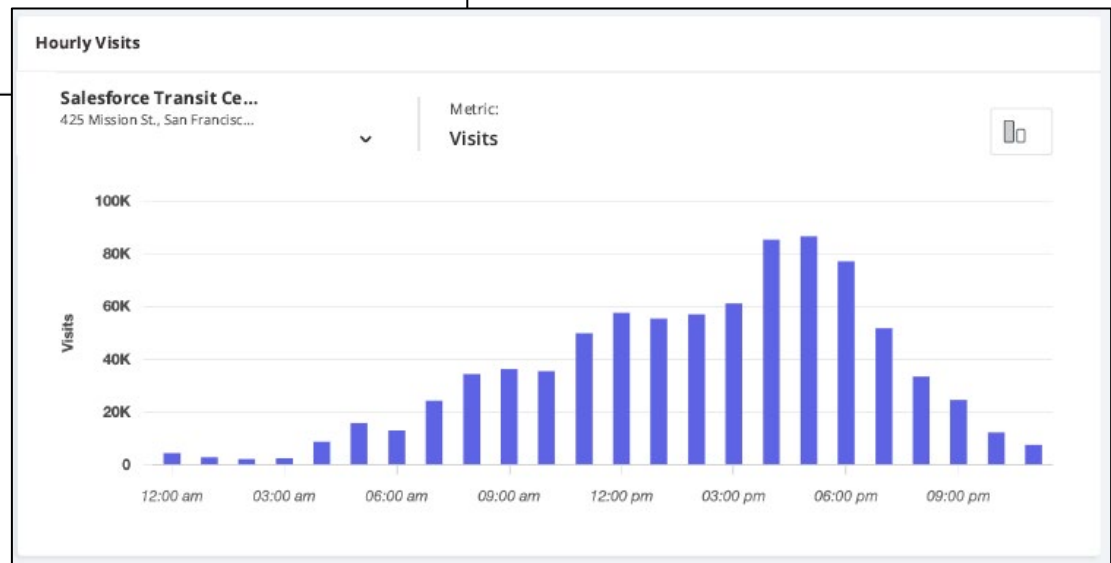 Hourly Visits
Salesforce Transit Ce...
425 Mission St., San Francisc...
Metric:
Visits
100K
80K
60K
40K
20K
0
Visits
12:00 am 03:00 am 06:00 am 09:00 am 12:00 pm 03:00 pm 06:00 pm 09:00 pm